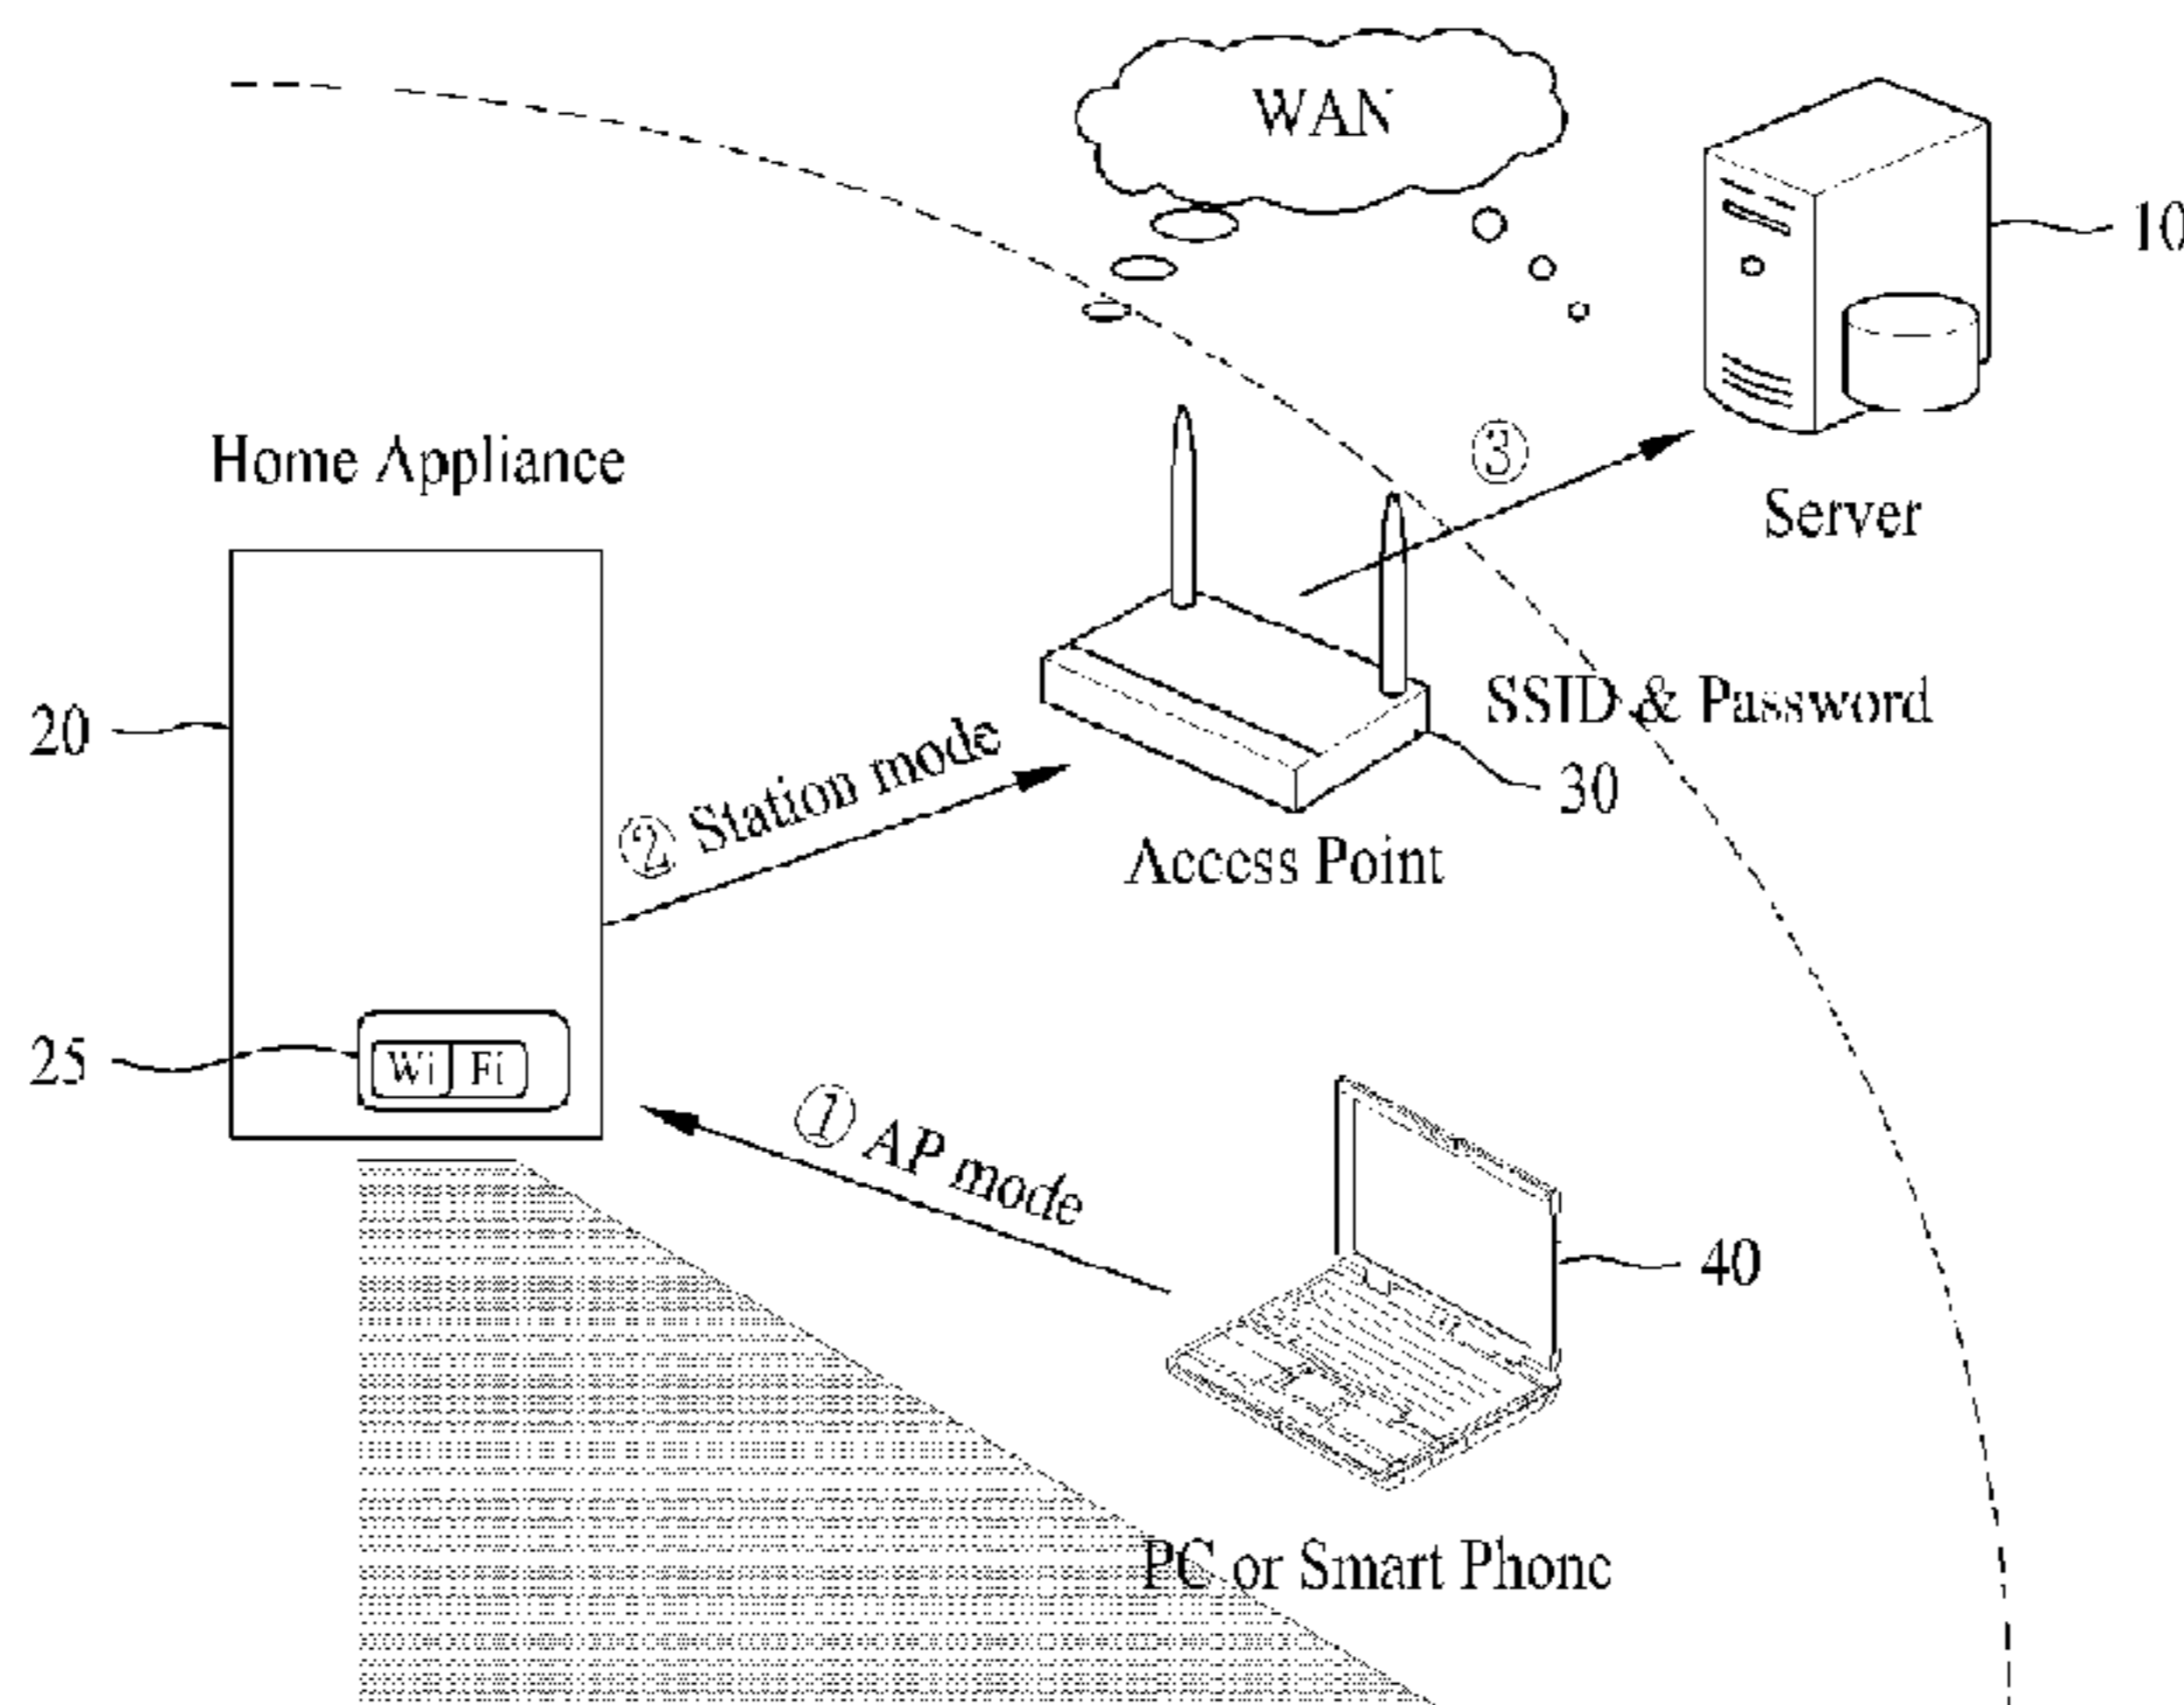 WAN
10
③
Home Appliance
Server
SSID & Password
20
② Station mode
30
Access Point
25
Wi Fi
① AP mode
40
PC or Smart Phone